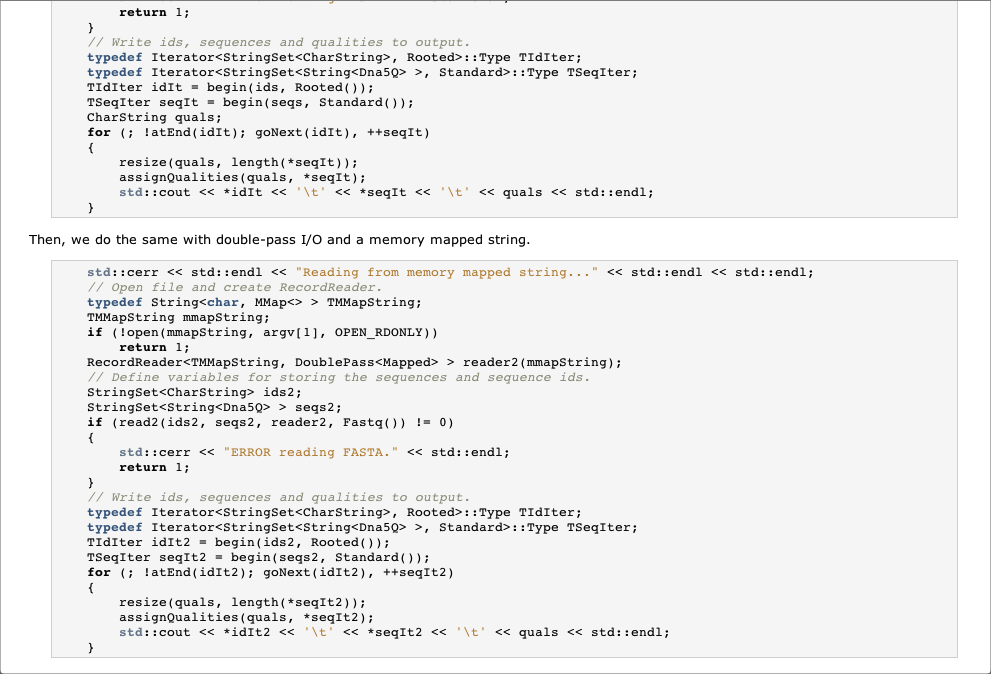 return 1;
    }
    // Write ids, sequences and qualities to output.
    typedef Iterator<StringSet<CharString>, Rooted>::Type TIdIter;
    typedef Iterator<StringSet<String<Dna5Q> >, Standard>::Type TSeqIter;
    TIdIter idIt = begin(ids, Rooted());
    TSeqIter seqIt = begin(seqs, Standard());
    CharString quals;
    for (; !atEnd(idIt); goNext(idIt), ++seqIt)
    {
        resize(quals, length(*seqIt));
        assignQualities(quals, *seqIt);
        std::cout << *idIt << '\t' << *seqIt << '\t' << quals << std::endl;
    }
Then, we do the same with double-pass I/O and a memory mapped string.
    std::cerr << std::endl << "Reading from memory mapped string..." << std::endl << std::endl;
    // Open file and create RecordReader.
    typedef String<char, MMap<> > TMMapString;
    TMMapString mmapString;
    if (!open(mmapString, argv[1], OPEN_RDONLY))
        return 1;
    RecordReader<TMMapString, DoublePass<Mapped> > reader2(mmapString);
    // Define variables for storing the sequences and sequence ids.
    StringSet<CharString> ids2;
    StringSet<String<Dna5Q> > seqs2;
    if (read2(ids2, seqs2, reader2, Fastq()) != 0)
    {
        std::cerr << "ERROR reading FASTA." << std::endl;
        return 1;
    }
    // Write ids, sequences and qualities to output.
    typedef Iterator<StringSet<CharString>, Rooted>::Type TIdIter;
    typedef Iterator<StringSet<String<Dna5Q> >, Standard>::Type TSeqIter;
    TIdIter idIt2 = begin(ids2, Rooted());
    TSeqIter seqIt2 = begin(seqs2, Standard());
    for (; !atEnd(idIt2); goNext(idIt2), ++seqIt2)
    {
        resize(quals, length(*seqIt2));
        assignQualities(quals, *seqIt2);
        std::cout << *idIt2 << '\t' << *seqIt2 << '\t' << quals << std::endl;
    }